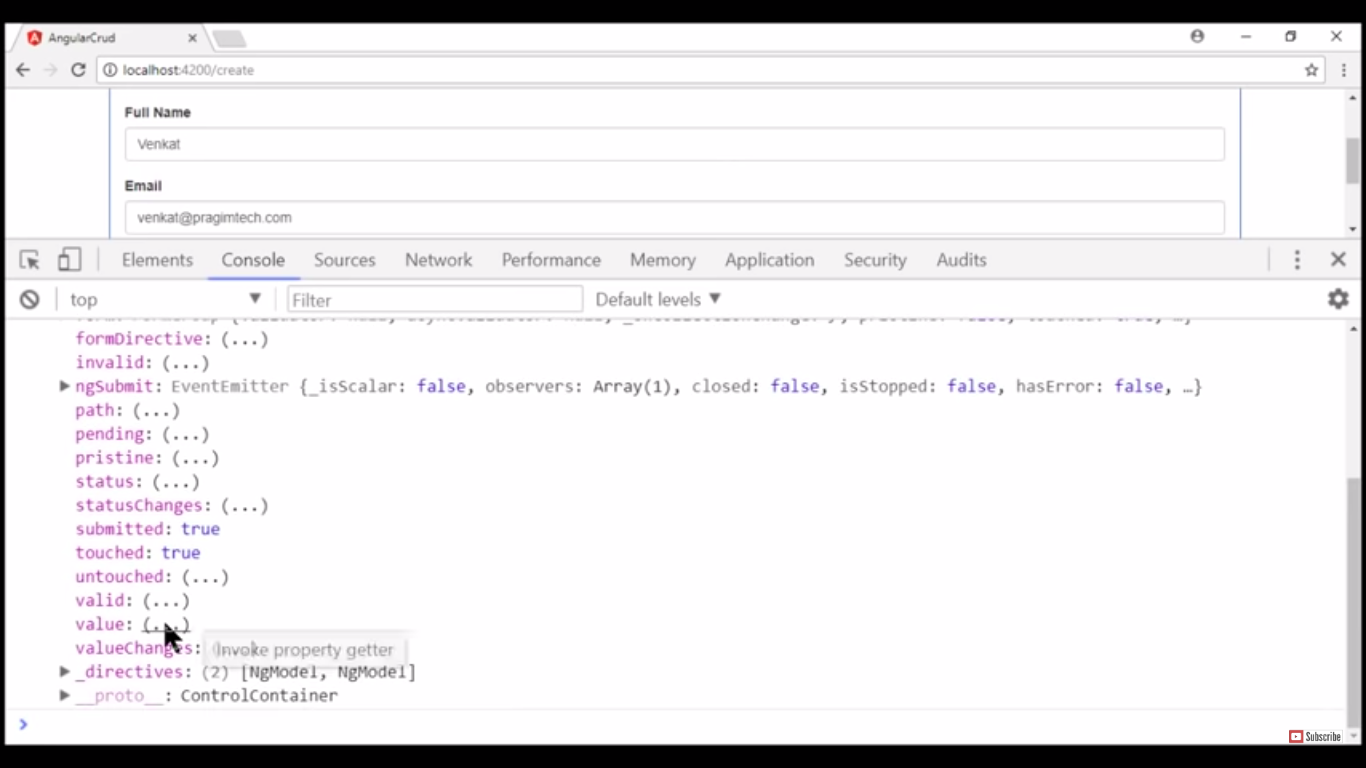 AngularCrud
localhost:4200/create
Full Name
Venkat
Email
venkat@pragimtech.com
Elements Console Sources Network Performance Memory Application Security Audits
top Filter Default levels
formDirective: (...)
invalid: (...)
ngSubmit: EventEmitter {_isScalar: false, observers: Array(1), closed: false, isStopped: false, hasError: false, …}
path: (...)
pending: (...)
pristine: (...)
status: (...)
statusChanges: (...)
submitted: true
touched: true
untouched: (...)
valid: (...)
value: (...)
valueChanges:
Invoke property getter
_directives: (2) [NgModel, NgModel]
__proto__: ControlContainer
Subscribe